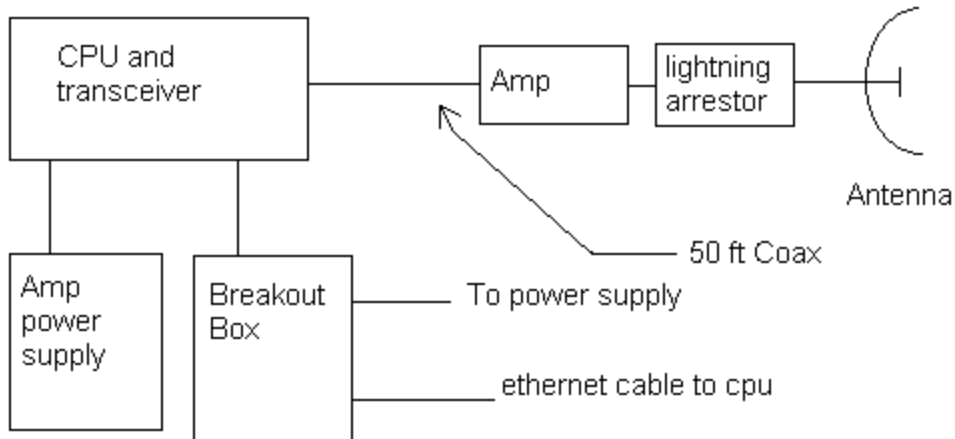 CPU and
transceiver
Amp
lightning
arrestor
Antenna
50 ft Coax
Amp
power
supply
Breakout
Box
To power supply
ethernet cable to cpu